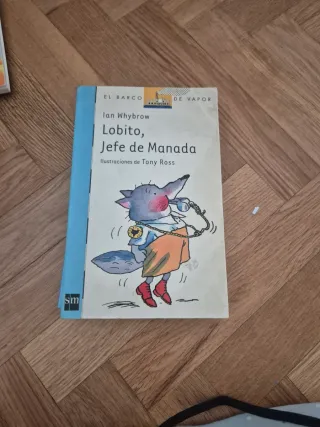 EL BARCO DE VAPOR
Ian Whybrow
Lobito,
Jefe de Manada
Ilustraciones de Tony Ross
sm